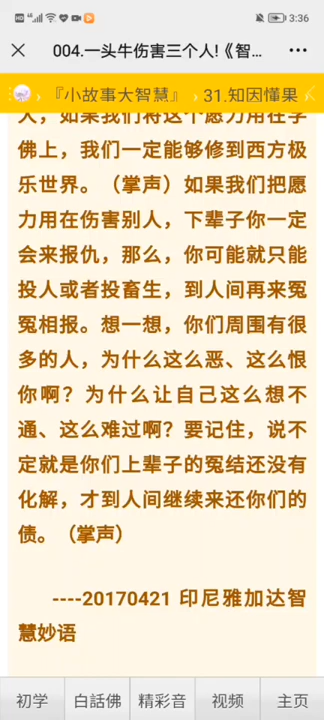 HD 3:36
004.一头牛伤害三个人!《智...
『小故事大智慧』 › 31.知因懂果
人，如果我们将这个愿力用在学
佛上，我们一定能够修到西方极
乐世界。（掌声）如果我们把愿
力用在伤害别人，下辈子你一定
会来报仇，那么，你可能就只能
投人或者投畜生，到人间再来冤
冤相报。想一想，你们周围有很
多的人，为什么这么恶、这么恨
你啊？为什么让自己这么想不
通、这么难过啊？要记住，说不
定就是你们上辈子的冤结还没有
化解，才到人间继续来还你们的
债。（掌声）
----20170421 印尼雅加达智
慧妙语
初学 白話佛 精彩音 视频 主页